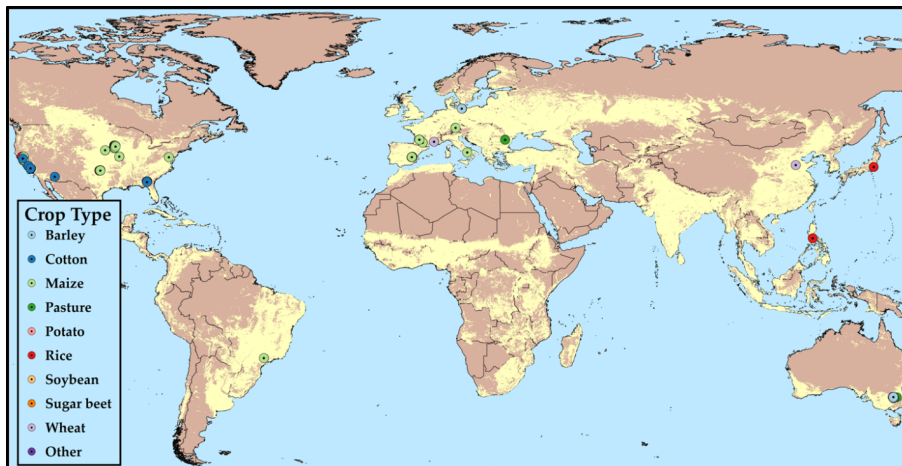 Crop Type
Barley
Cotton
Maize
Pasture
Potato
Rice
Soybean
Sugar beet
Wheat
Other